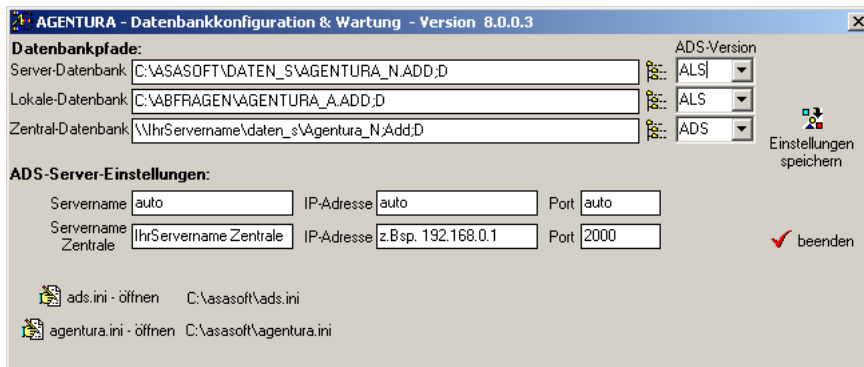 AGENTURA - Datenbankkonfiguration & Wartung - Version 8.0.0.3
Datenbankpfade:
ADS-Version
Server-Datenbank C:\ASASOFT\DATEN_S\AGENTURA_N.ADD;D ALS
Lokale-Datenbank C:\ABFRAGEN\AGENTURA_A.ADD;D ALS
Zentral-Datenbank \\IhrServername\daten_s\Agentura_N;Add;D ADS
Einstellungen
speichern
ADS-Server-Einstellungen:
Servername auto IP-Adresse auto Port auto
Servername
Zentrale IhrServername Zentrale IP-Adresse z.Bsp. 192.168.0.1 Port 2000
beenden
ads.ini - öffnen C:\asasoft\ads.ini
agentura.ini - öffnen C:\asasoft\agentura.ini